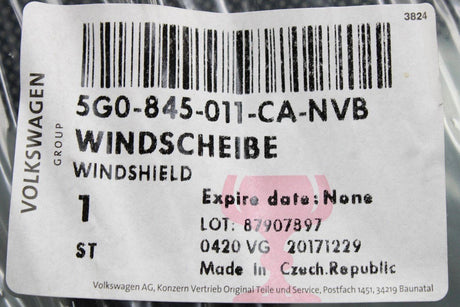 3824
VOLKSWAGEN
GROUP
5G0-845-011-CA-NVB
WINDSCHEIBE
WINDSHIELD
1
Expire date: None
LOT: 87907897
ST
0420 VG 20171229
Made In Czech.Republic
Volkswagen AG, Konzern Vertrieb Original Teile und Service, Postfach 1451, 34219 Baunatal